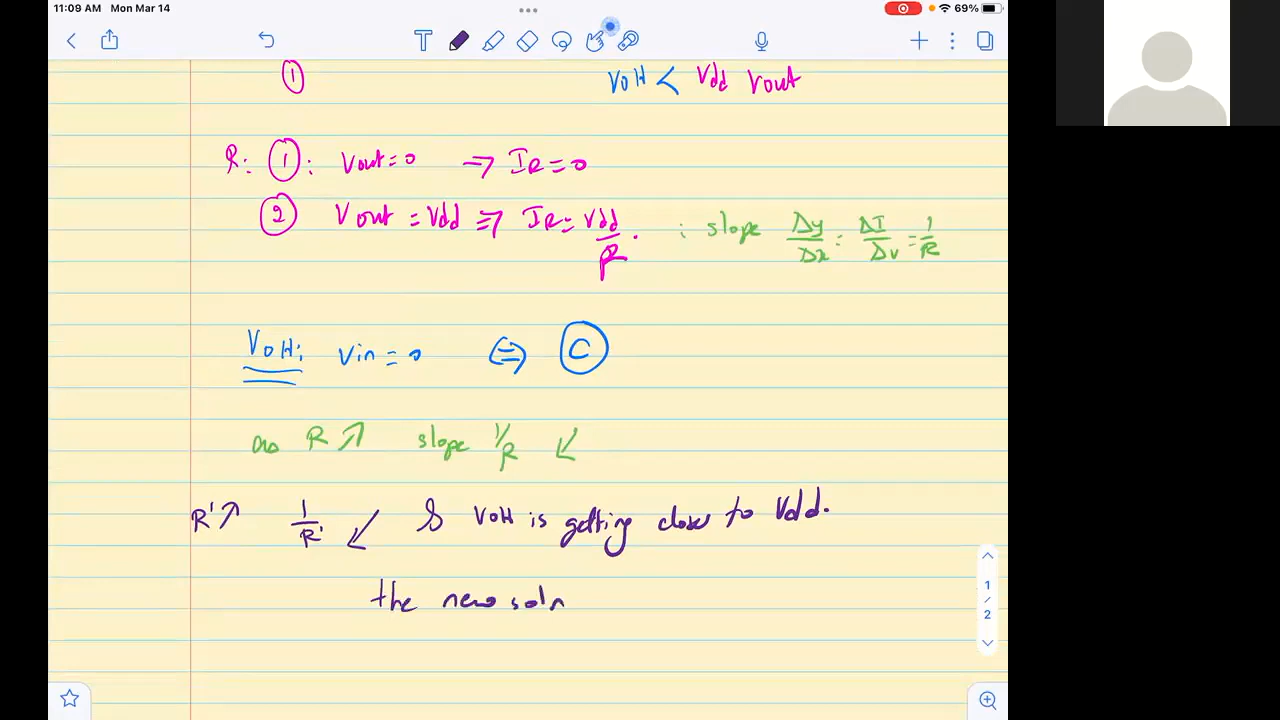 11:09 AM Mon Mar 14
69%
① VOH < Vdd Vout
R: ①: Vout = 0 → IR = 0
② Vout = Vdd ⇒ IR = Vdd/R . : slope Δy/Δx = ΔI/Δv = 1/R
VOH: Vin = 0 ⇔ Ⓒ
as R ↗ slope 1/R ↙
R' ↗ 1/R' ↙ & VOH is getting closer to Vdd.
the new soln
1
/
2